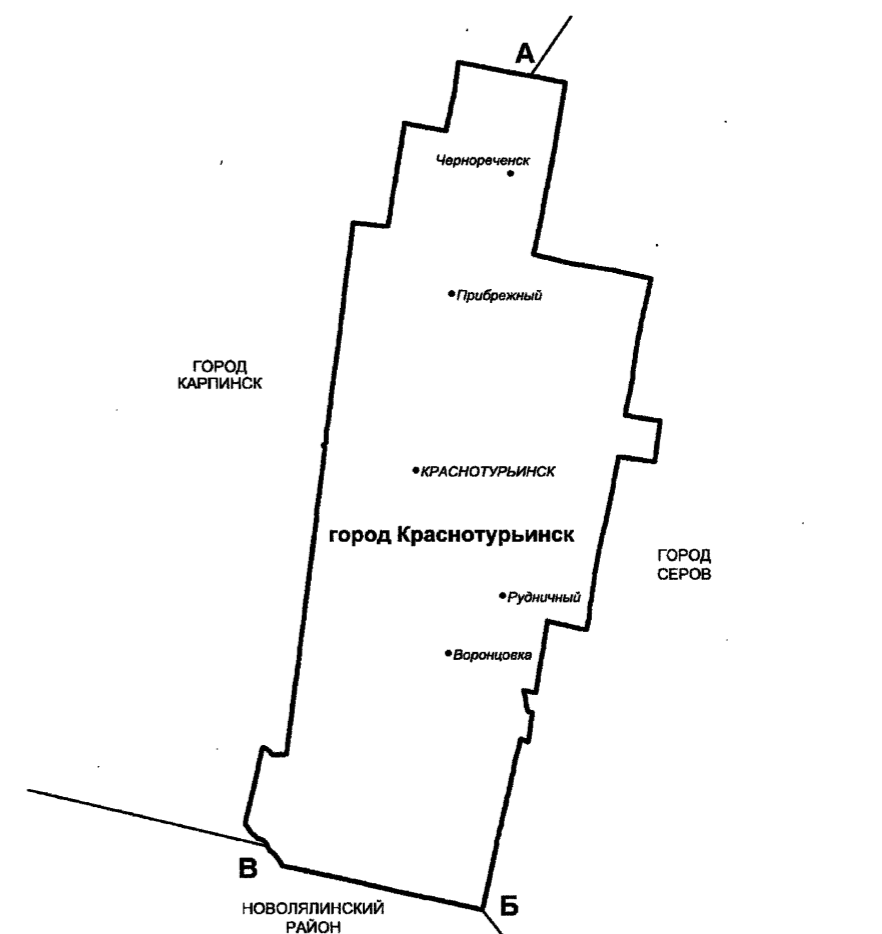 А
Чернореченск
Прибрежный
ГОРОД
КАРПИНСК
КРАСНОТУРЬИНСК
город Краснотурьинск
ГОРОД
СЕРОВ
Рудничный
Воронцовка
В
Б
НОВОЛЯЛИНСКИЙ
РАЙОН